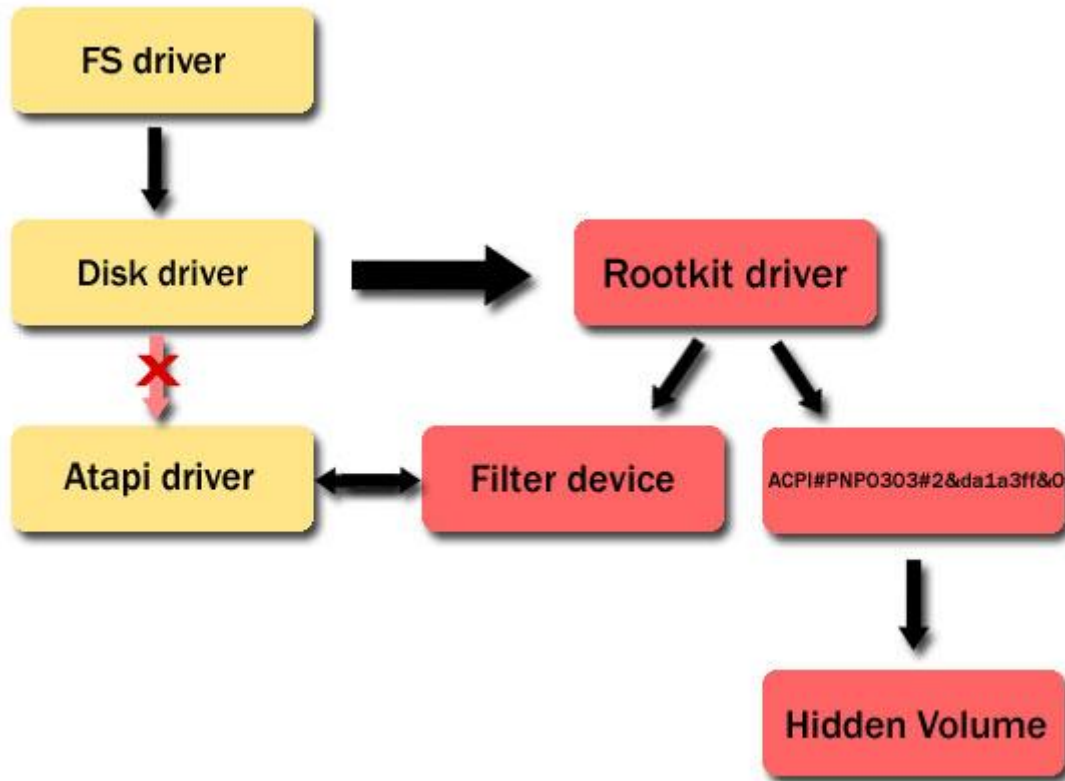 FS driver
Disk driver
Rootkit driver
Atapi driver
Filter device
ACPI#PNP0303#2&da1a3ff&0
Hidden Volume